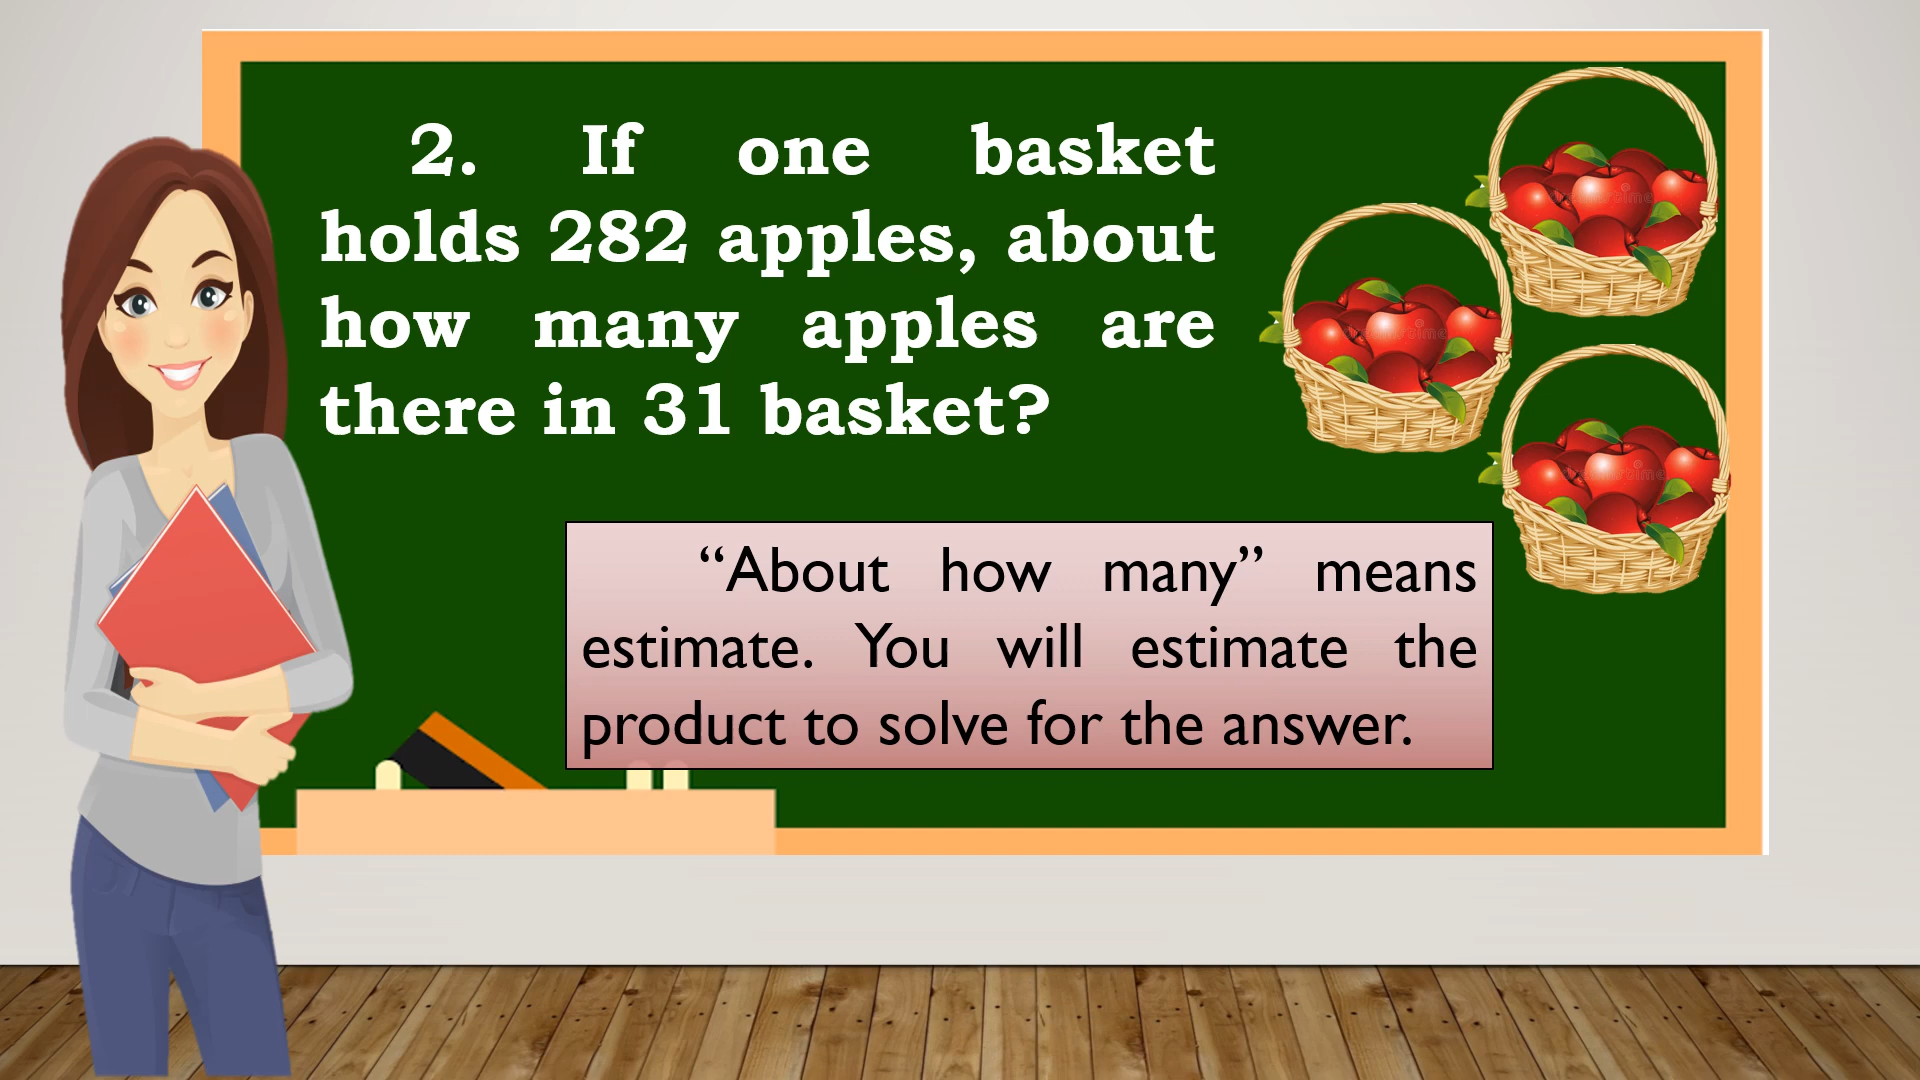 2. If one basket
holds 282 apples, about
how many apples are
there in 31 basket?
“About how many” means
estimate. You will estimate the
product to solve for the answer.